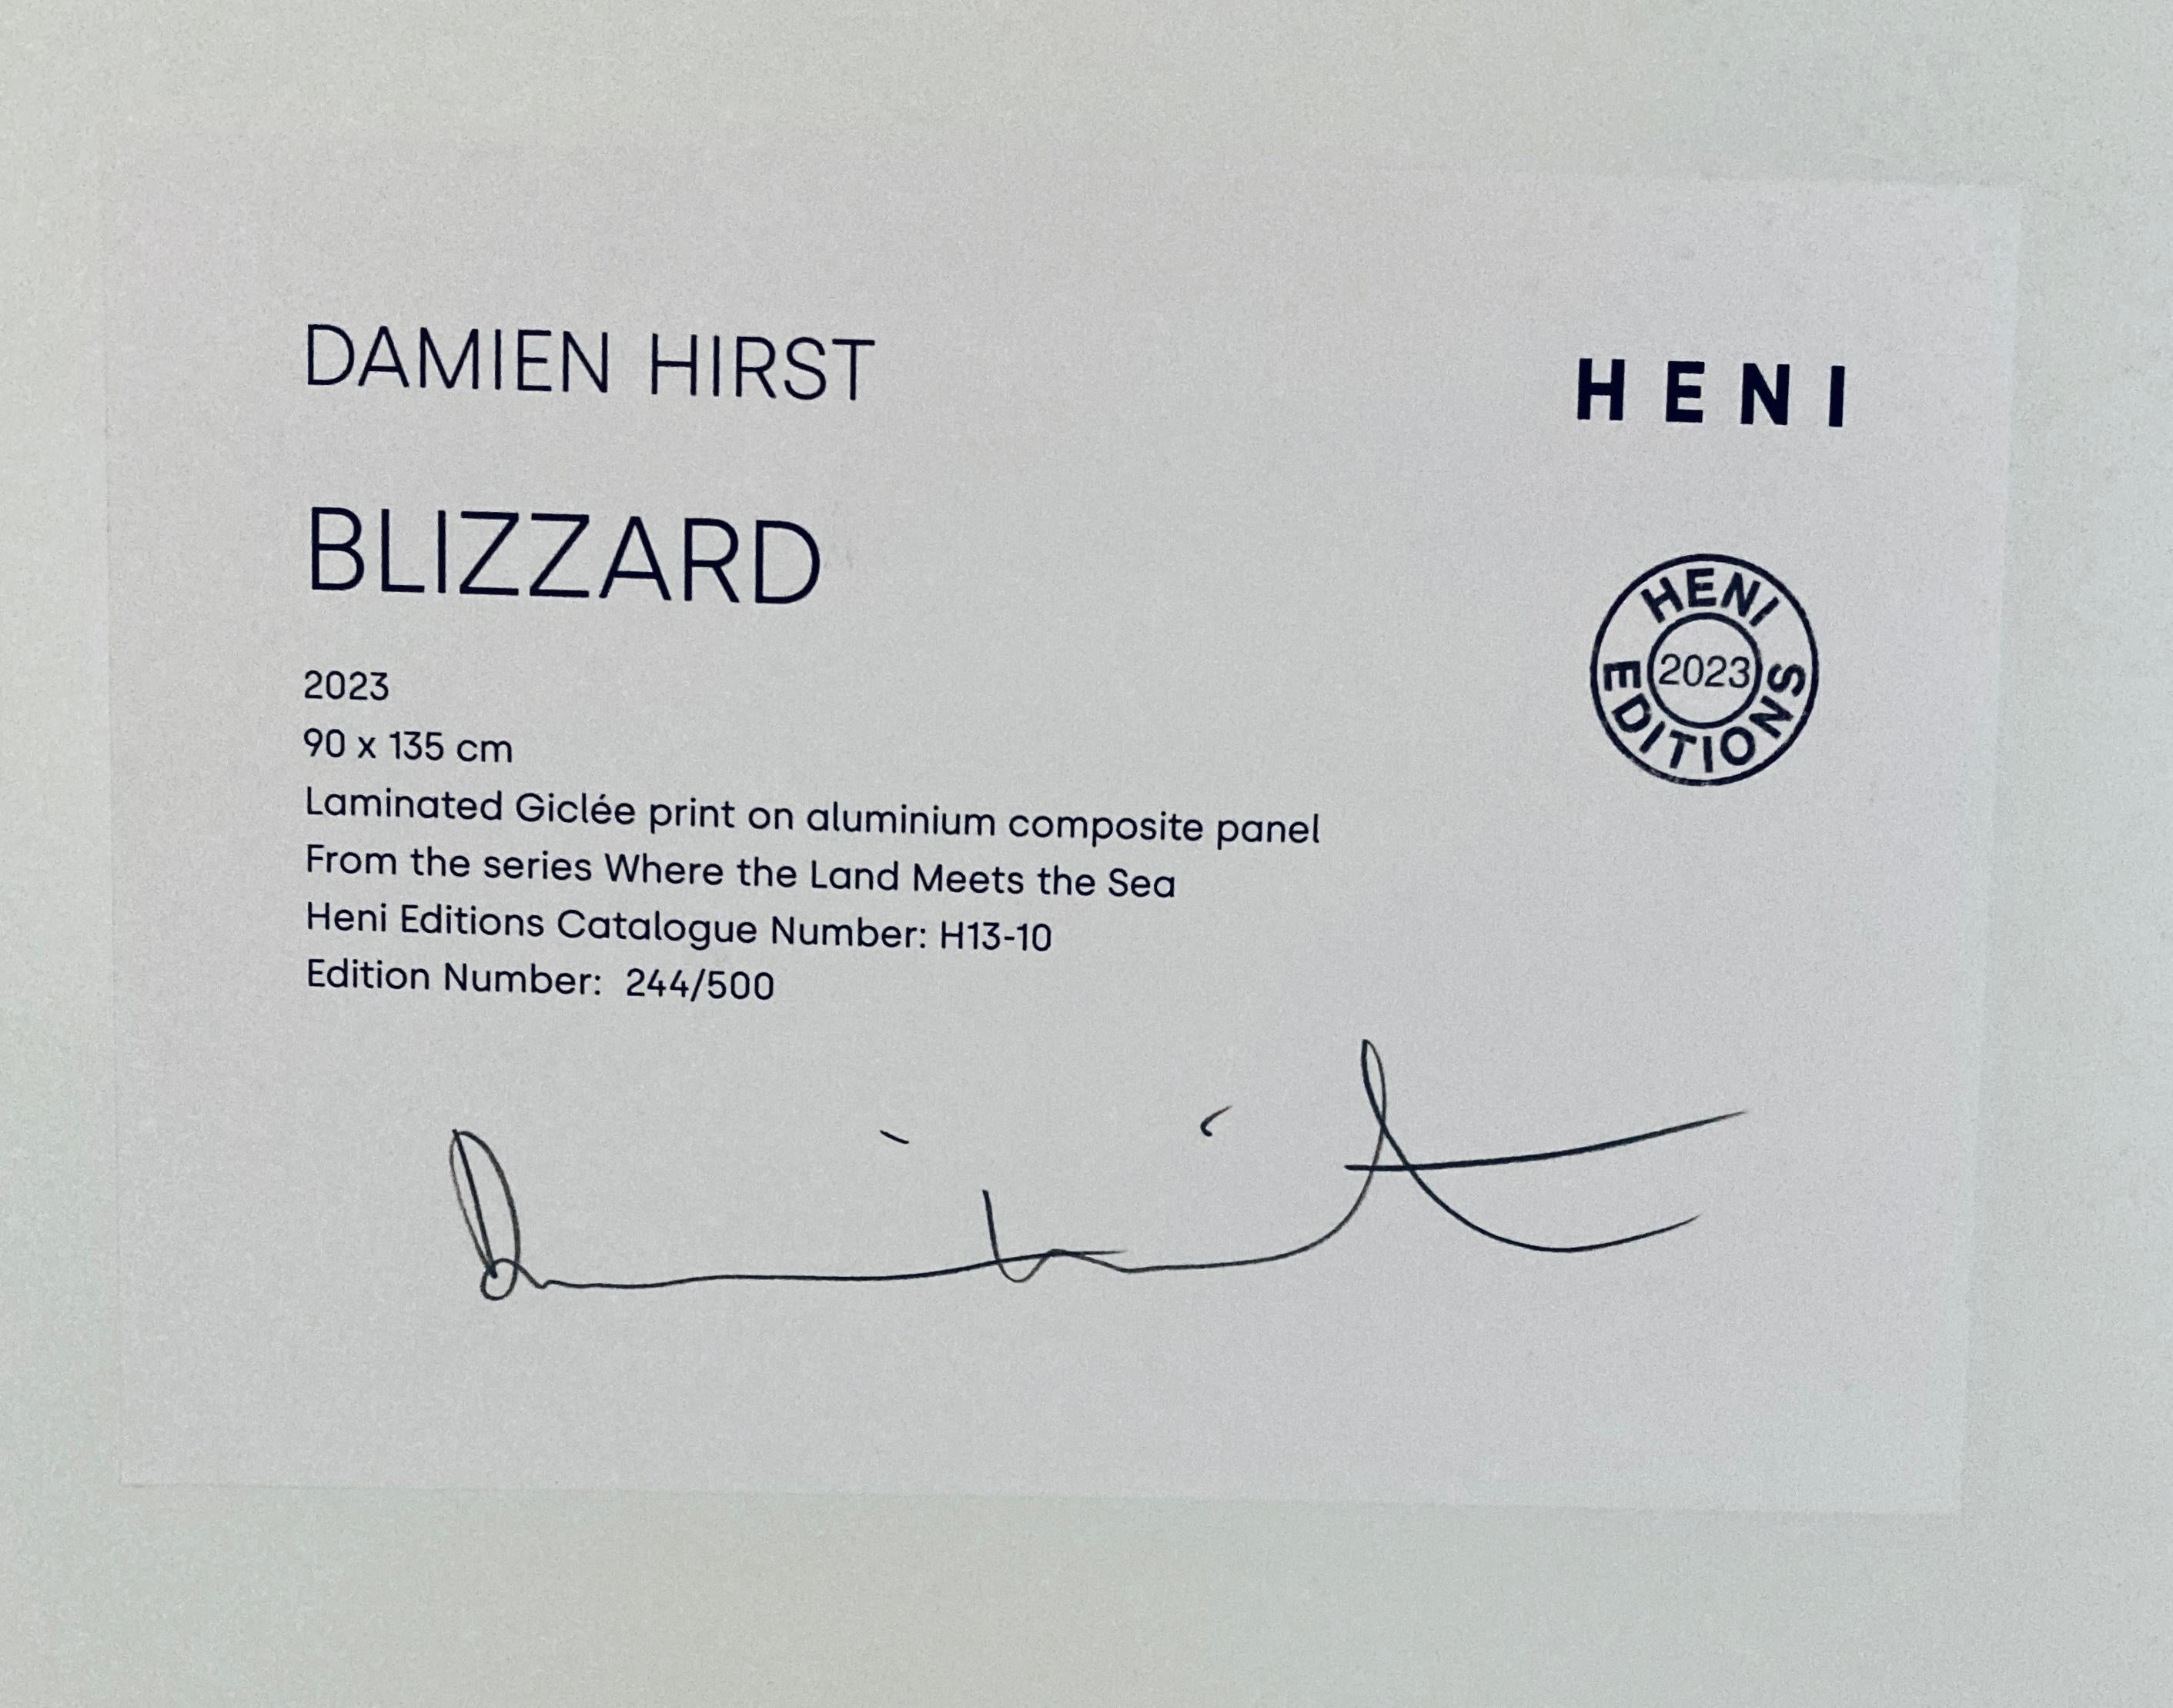 DAMIEN HIRST
HENI
BLIZZARD
HENI EDITIONS
2023
2023
90 x 135 cm
Laminated Giclée print on aluminium composite panel
From the series Where the Land Meets the Sea
Heni Editions Catalogue Number: H13-10
Edition Number: 244/500